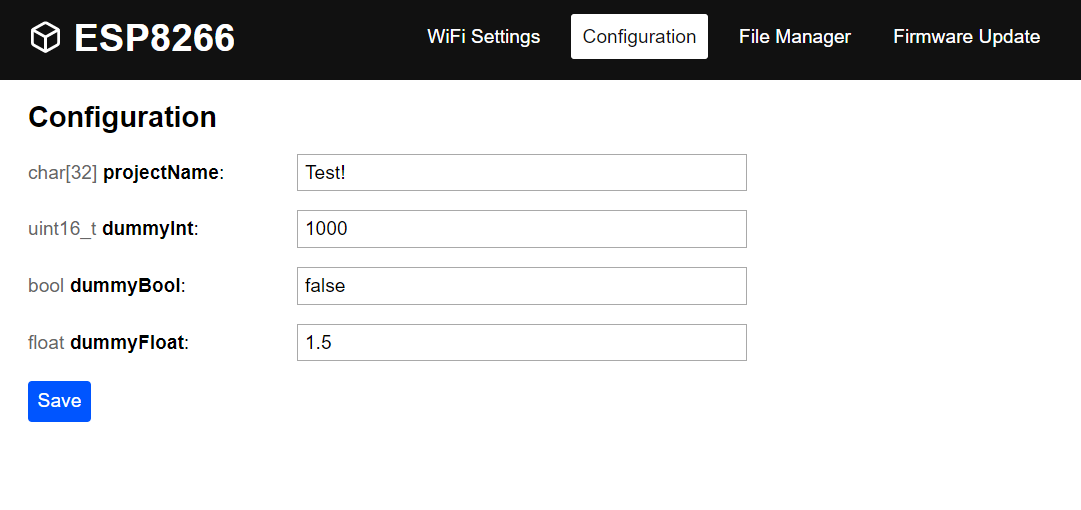 ESP8266 WiFi Settings Configuration File Manager Firmware Update
Configuration
char[32] projectName: Test!
uint16_t dummyInt: 1000
bool dummyBool: false
float dummyFloat: 1.5
Save